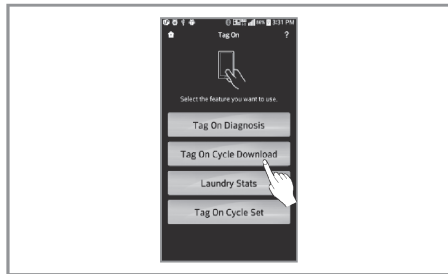 3:31 PM
Tag On
?
Select the feature you want to use.
Tag On Diagnosis
Tag On Cycle Download
Laundry Stats
Tag On Cycle Set